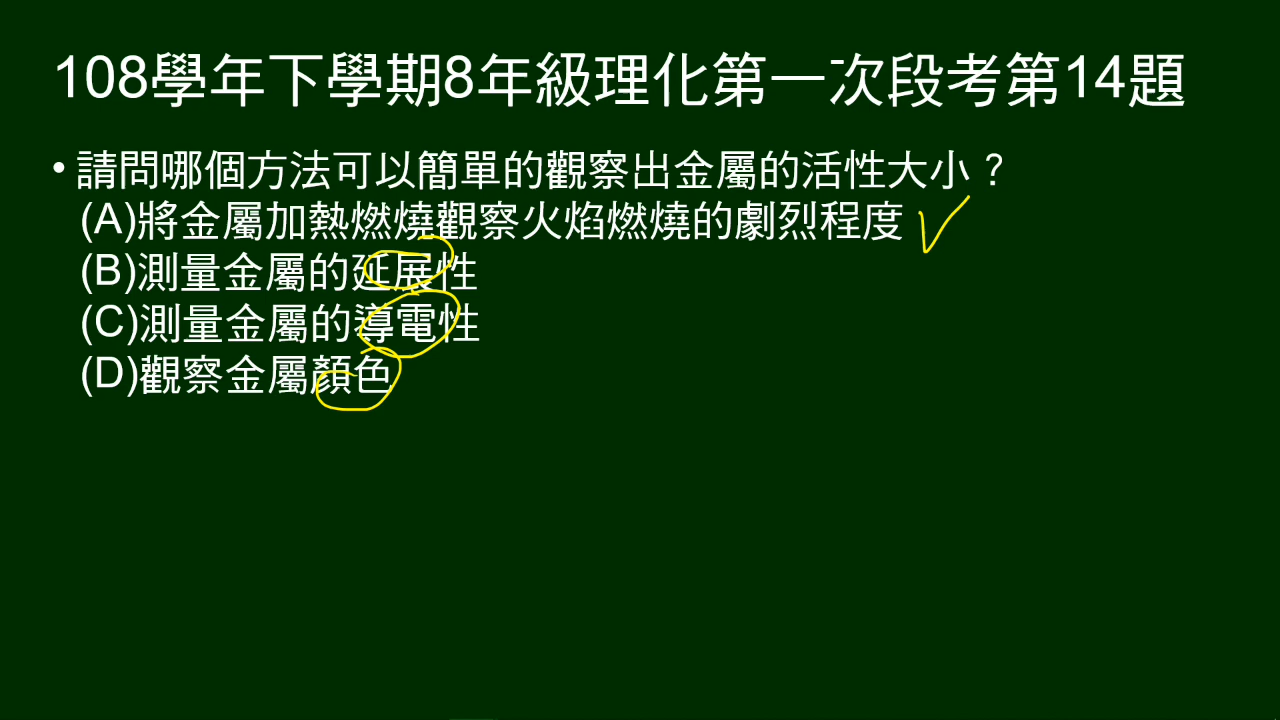 108學年下學期8年級理化第一次段考第14題
• 請問哪個方法可以簡單的觀察出金屬的活性大小？
(A)將金屬加熱燃燒觀察火焰燃燒的劇烈程度
(B)測量金屬的延展性
(C)測量金屬的導電性
(D)觀察金屬顏色